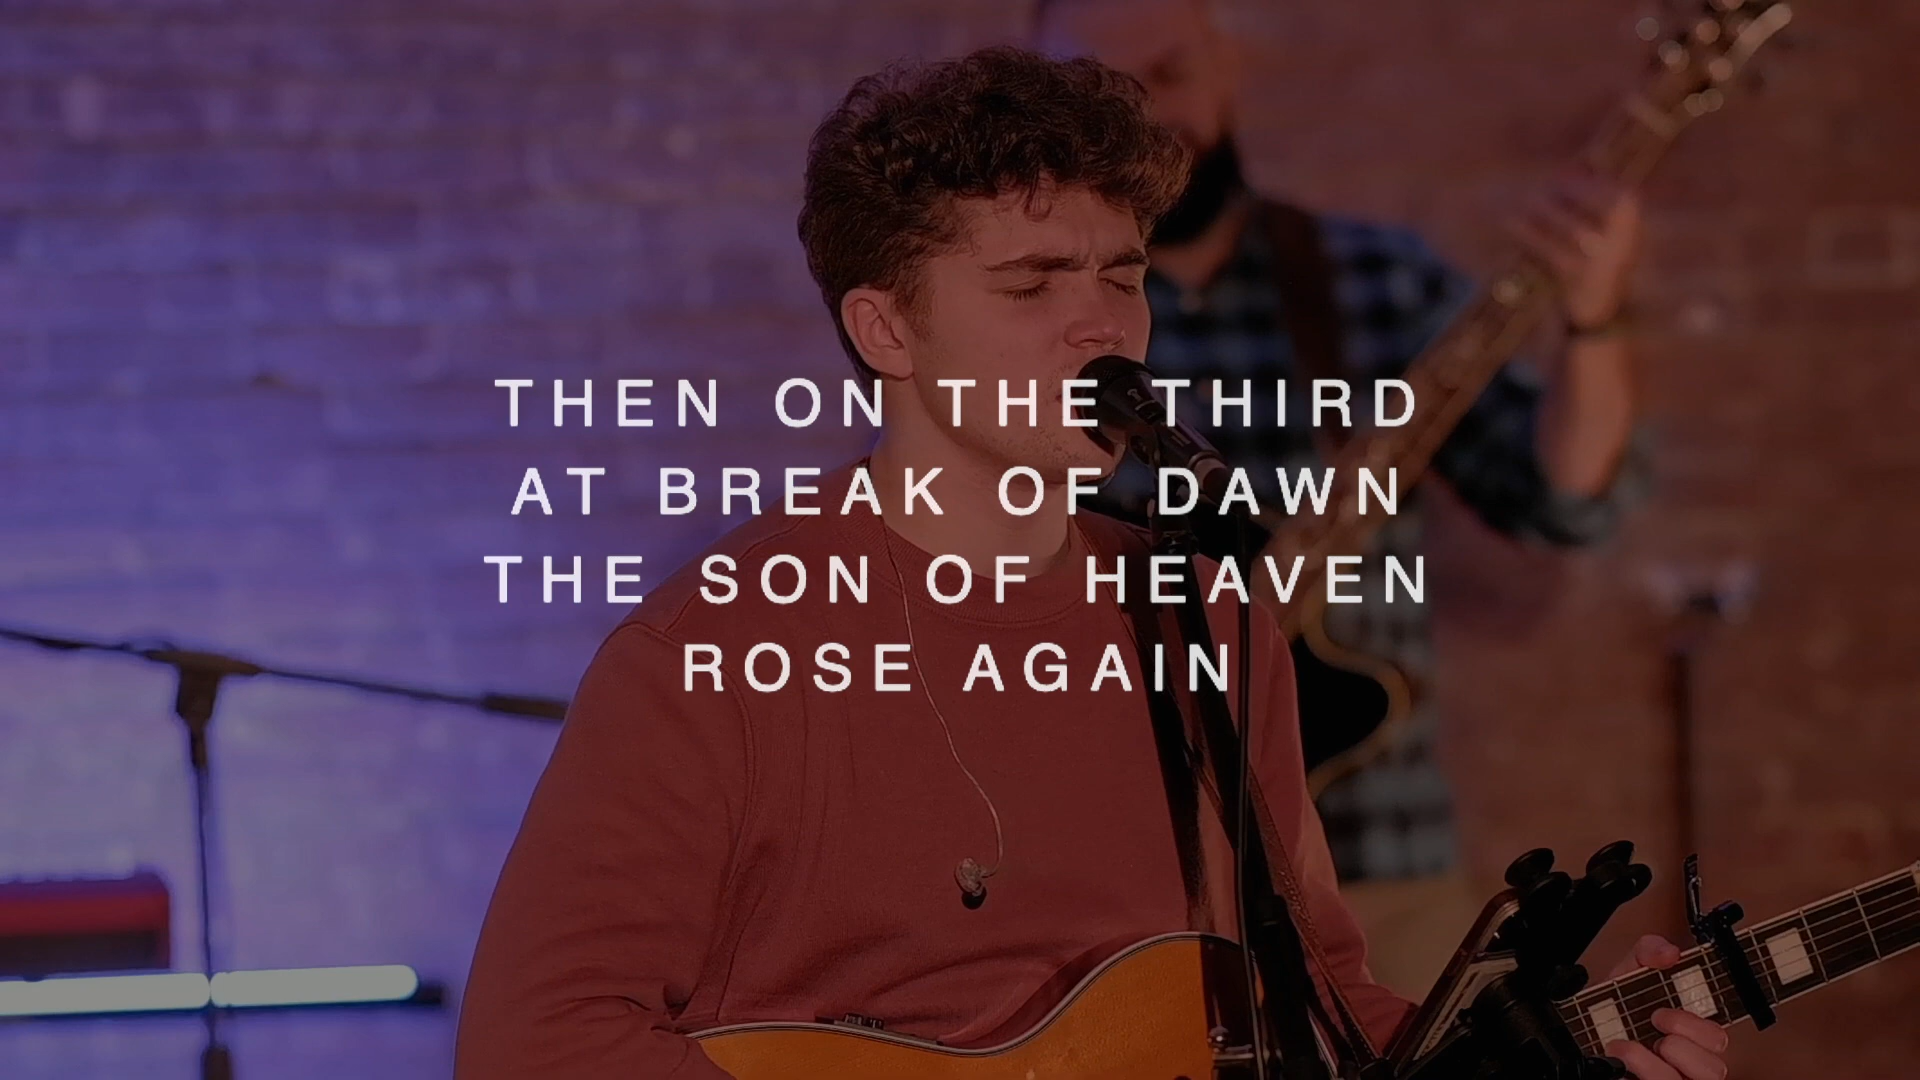 THEN ON THE THIRD
AT BREAK OF DAWN
THE SON OF HEAVEN
ROSE AGAIN